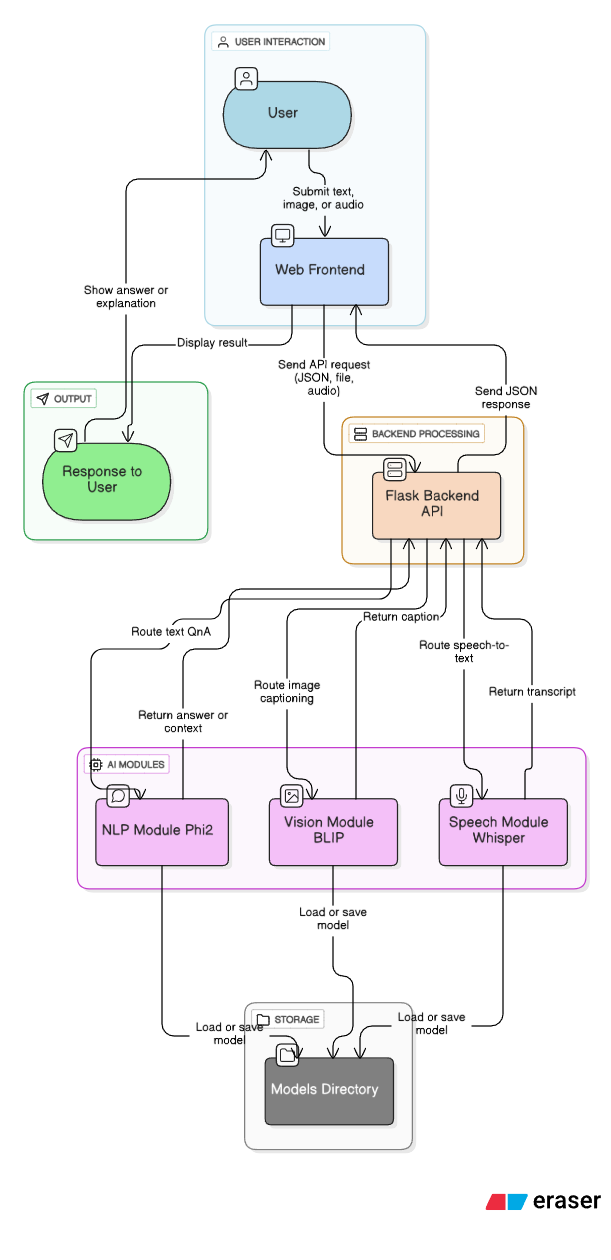 USER INTERACTION
User
Submit text,
image, or audio
Web Frontend
Show answer or
explanation
Display result
Send API request
(JSON, file,
audio)
Send JSON
response
OUTPUT
Response to
User
BACKEND PROCESSING
Flask Backend
API
Route text QnA
Return caption
Route speech-to-
text
Route image
captioning
Return transcript
Return answer or
context
AI MODULES
NLP Module Phi2
Vision Module
BLIP
Speech Module
Whisper
Load or save
model
STORAGE
Load or save
model
Load or save
model
Models Directory
eraser